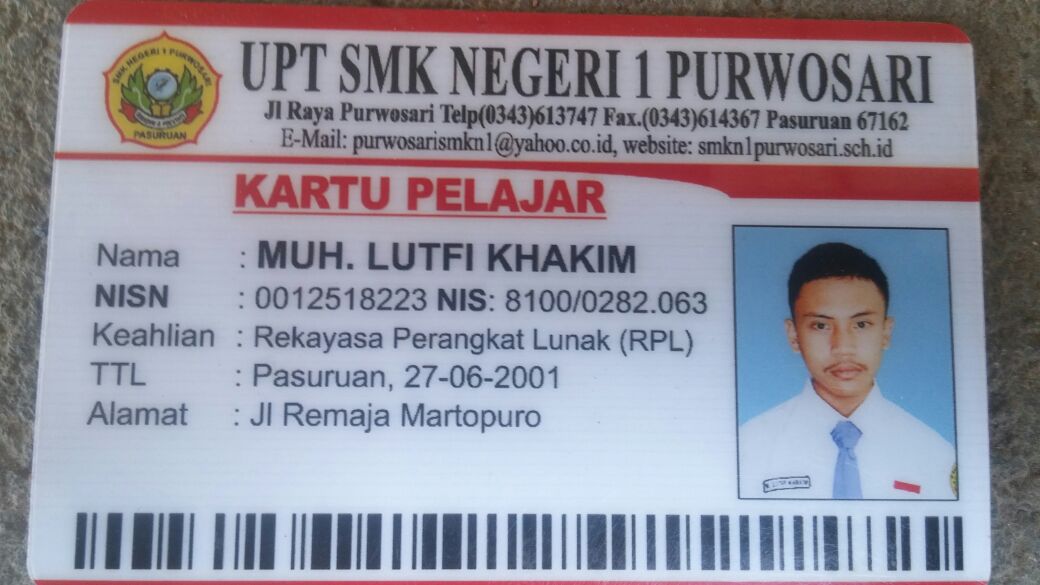 SMK NEGERI 1 PURWOSARI
PASURUAN
UPT SMK NEGERI 1 PURWOSARI
Jl Raya Purwosari Telp(0343)613747 Fax.(0343)614367 Pasuruan 67162
E-Mail: purwosarismkn1@yahoo.co.id, website: smkn1purwosari.sch.id
KARTU PELAJAR
Nama : MUH. LUTFI KHAKIM
NISN : 0012518223 NIS: 8100/0282.063
Keahlian : Rekayasa Perangkat Lunak (RPL)
TTL : Pasuruan, 27-06-2001
Alamat : Jl Remaja Martopuro